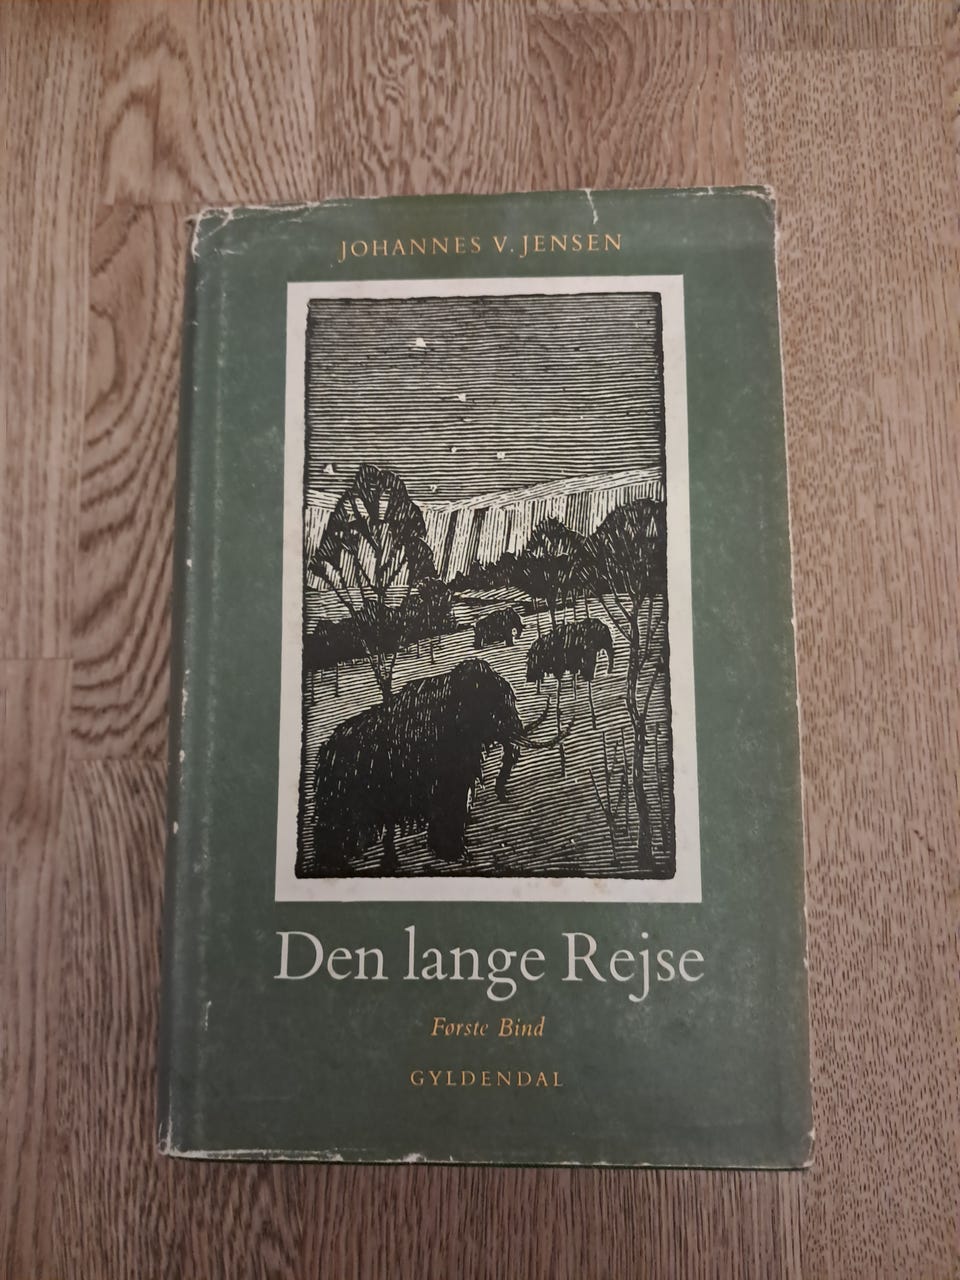 JOHANNES V. JENSEN
Den lange Rejse
Første Bind
GYLDENDAL